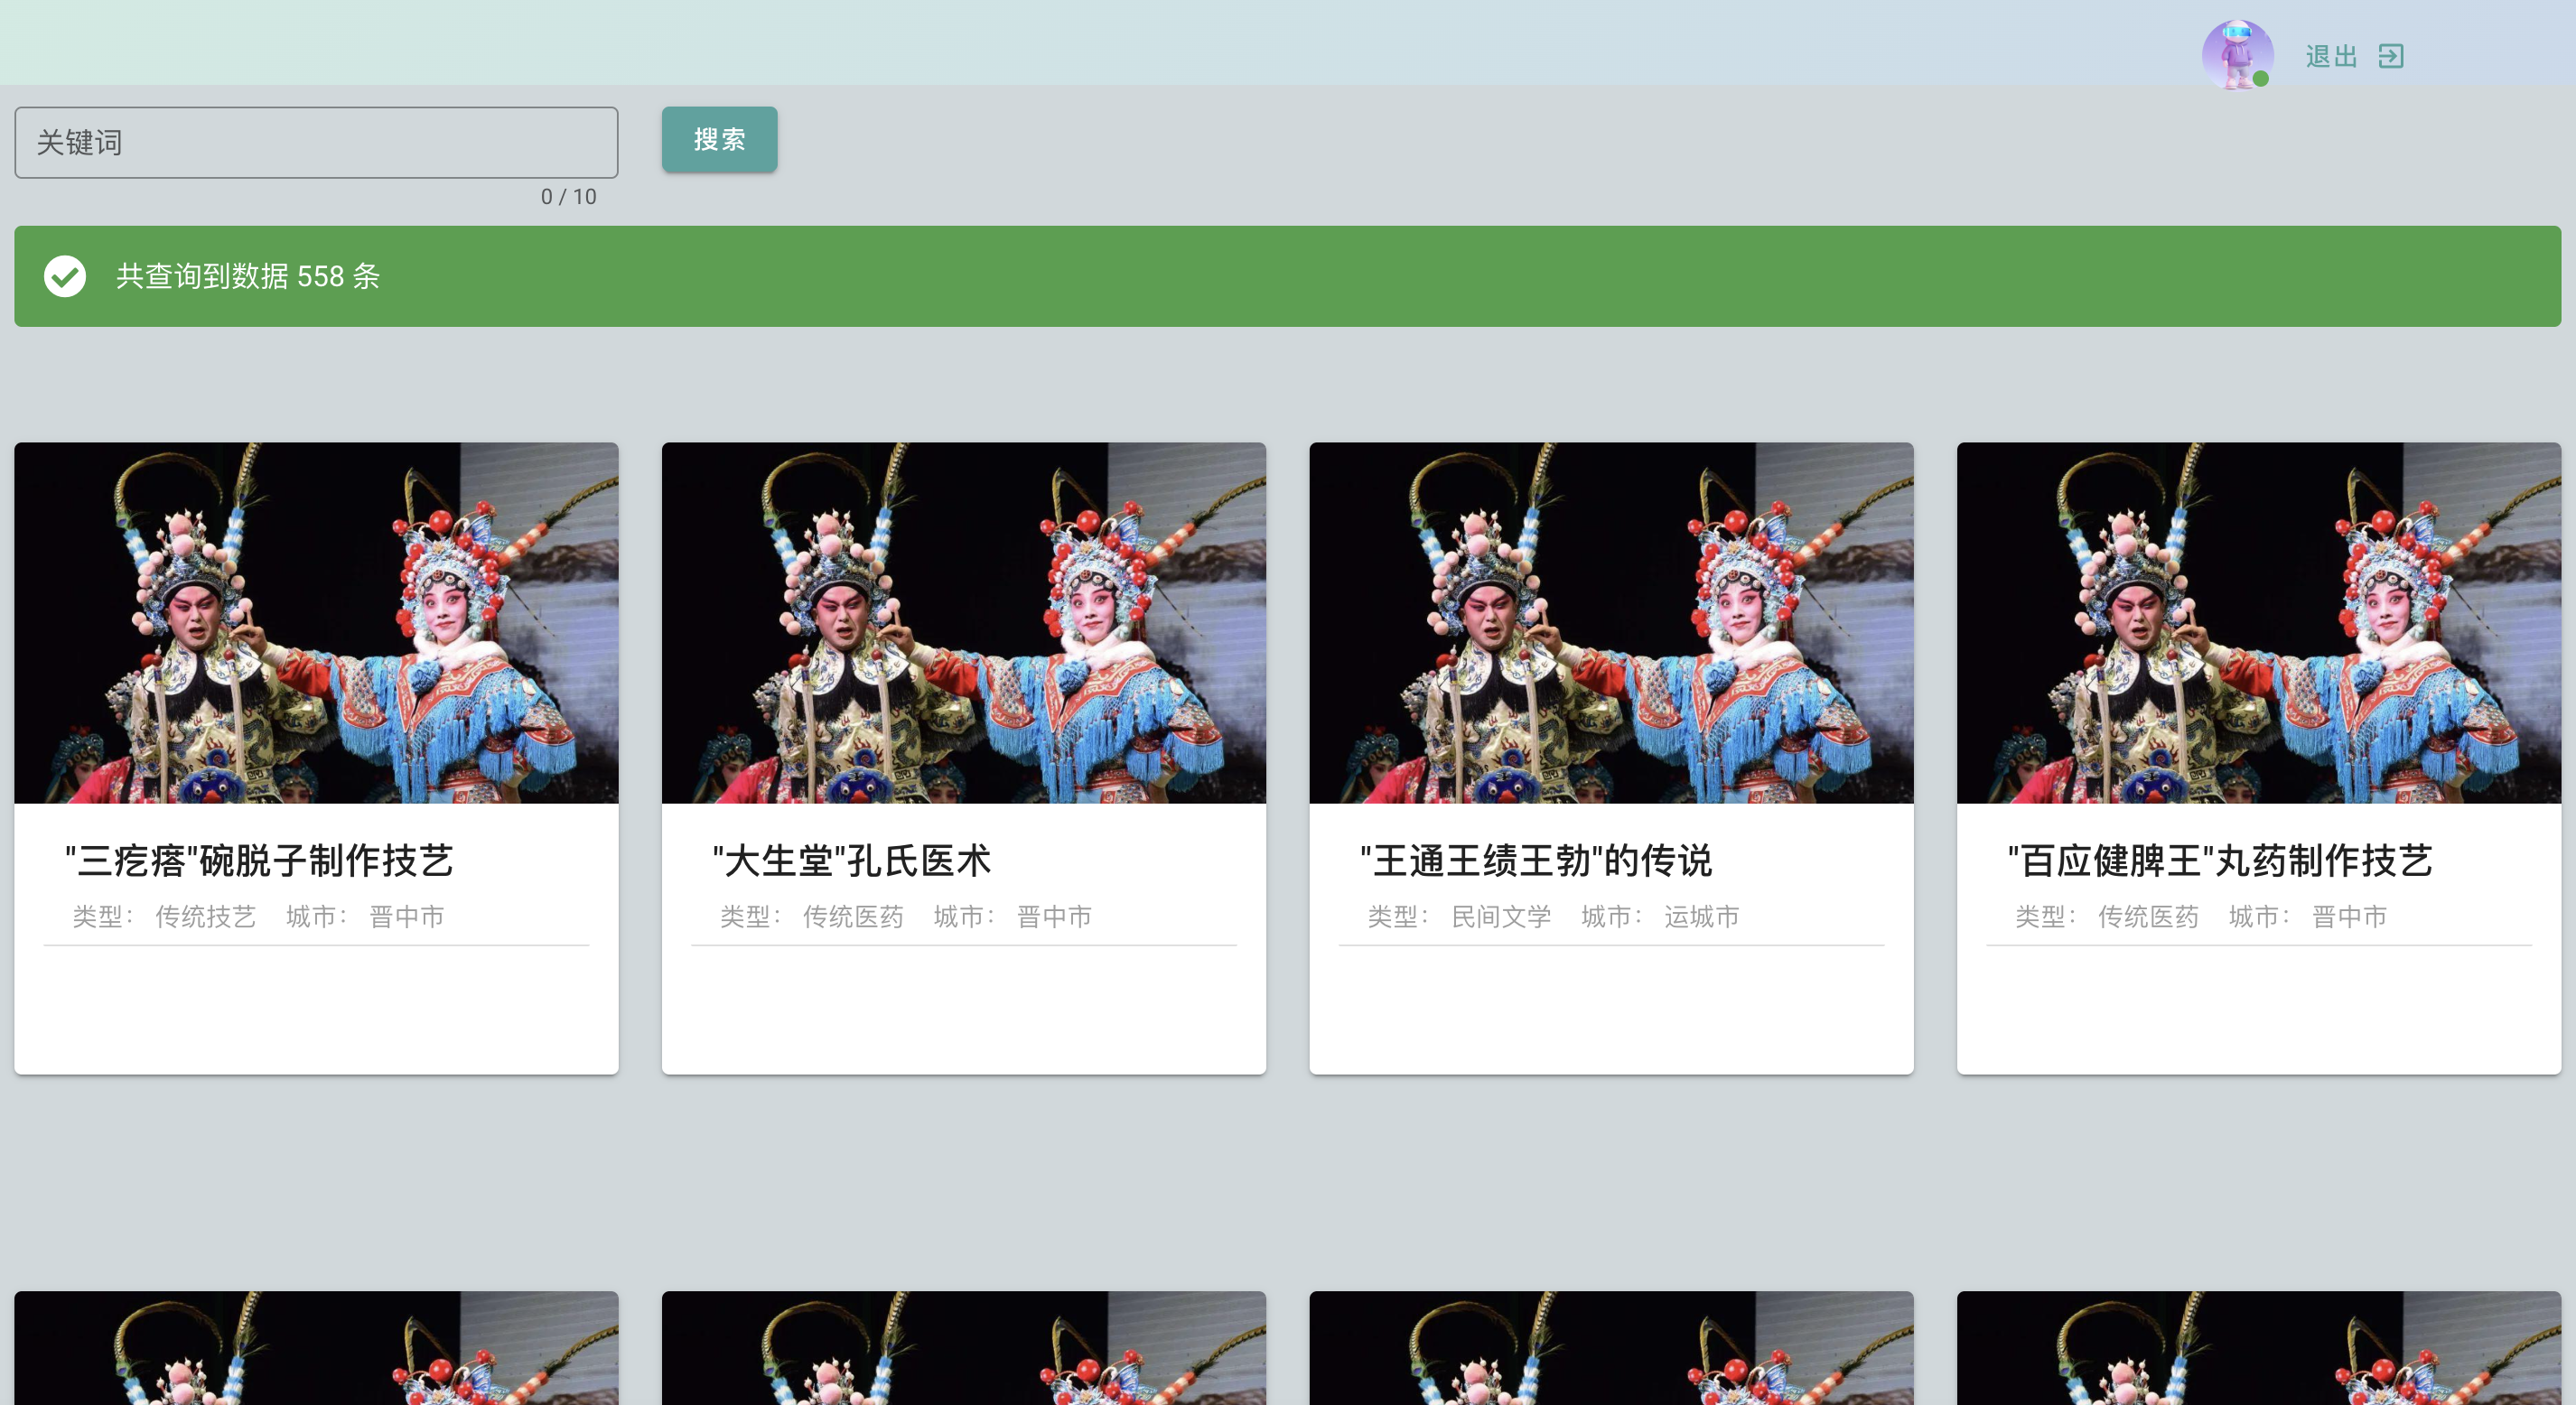 退出
关键词
搜索
0 / 10
共查询到数据 558 条
"三疙瘩"碗脱子制作技艺
类型： 传统技艺 城市： 晋中市
"大生堂"孔氏医术
类型： 传统医药 城市： 晋中市
"王通王绩王勃"的传说
类型： 民间文学 城市： 运城市
"百应健脾王"丸药制作技艺
类型： 传统医药 城市： 晋中市